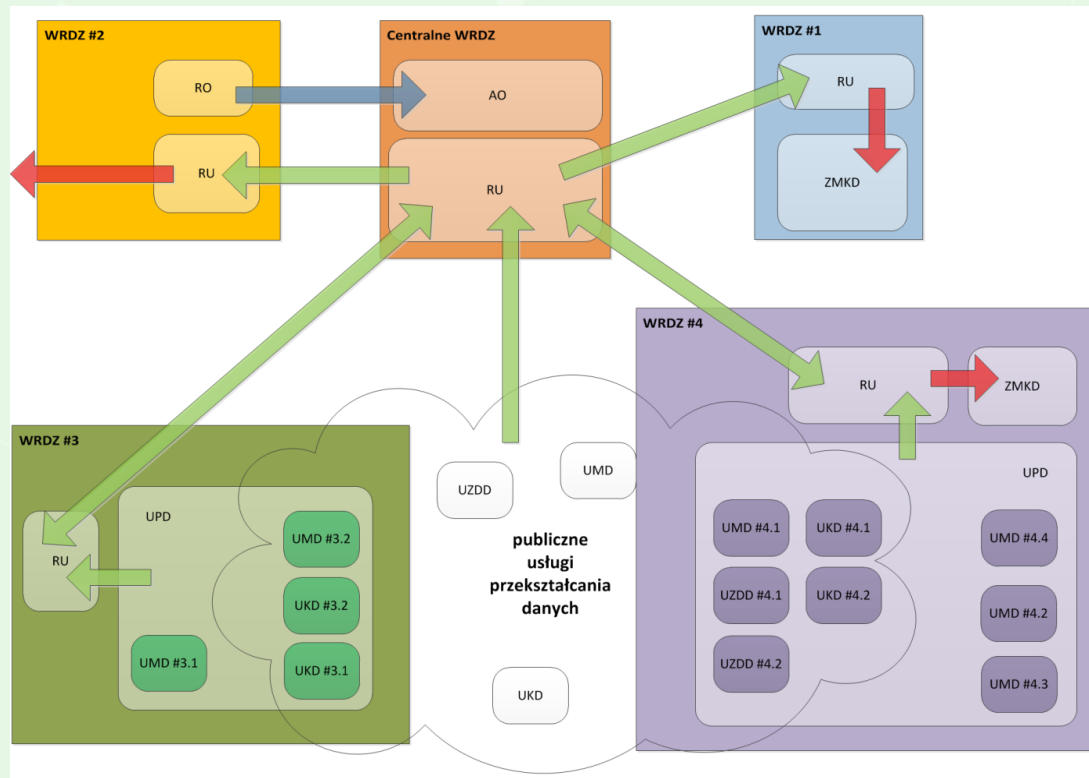 WRDZ #2
RO
RU
Centralne WRDZ
AO
RU
WRDZ #1
RU
ZMKD
WRDZ #3
RU
UPD
UMD #3.2
UKD #3.2
UMD #3.1
UKD #3.1
UZDD
UMD
publiczne
usługi
przekształcania
danych
UKD
WRDZ #4
RU
ZMKD
UPD
UMD #4.1
UKD #4.1
UMD #4.4
UZDD #4.1
UKD #4.2
UMD #4.2
UZDD #4.2
UMD #4.3